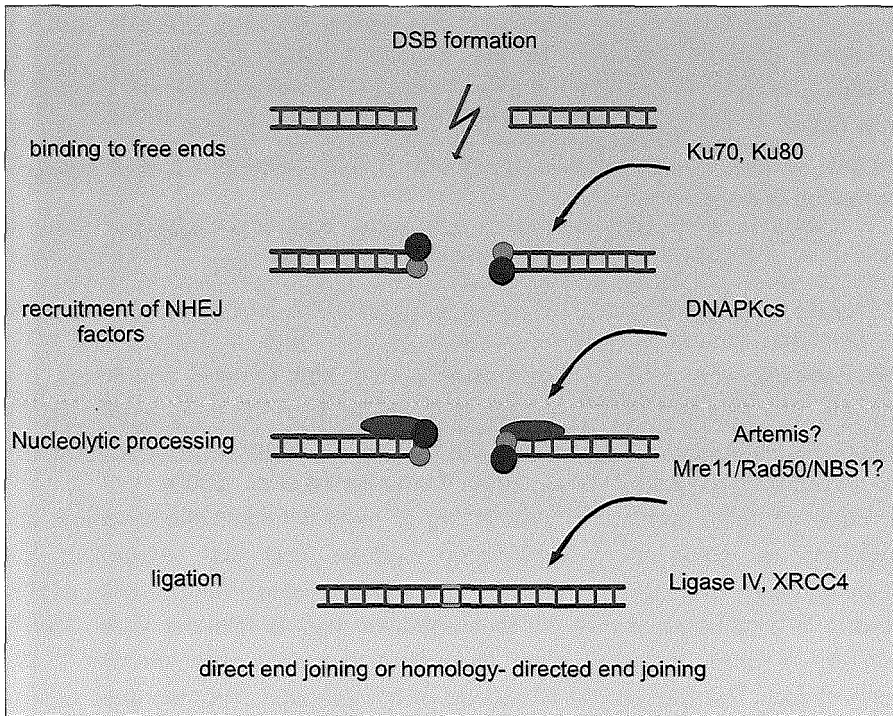 DSB formation
binding to free ends
Ku70, Ku80
recruitment of NHEJ
factors
DNAPKcs
Nucleolytic processing
Artemis?
Mre11/Rad50/NBS1?
ligation
Ligase IV, XRCC4
direct end joining or homology- directed end joining